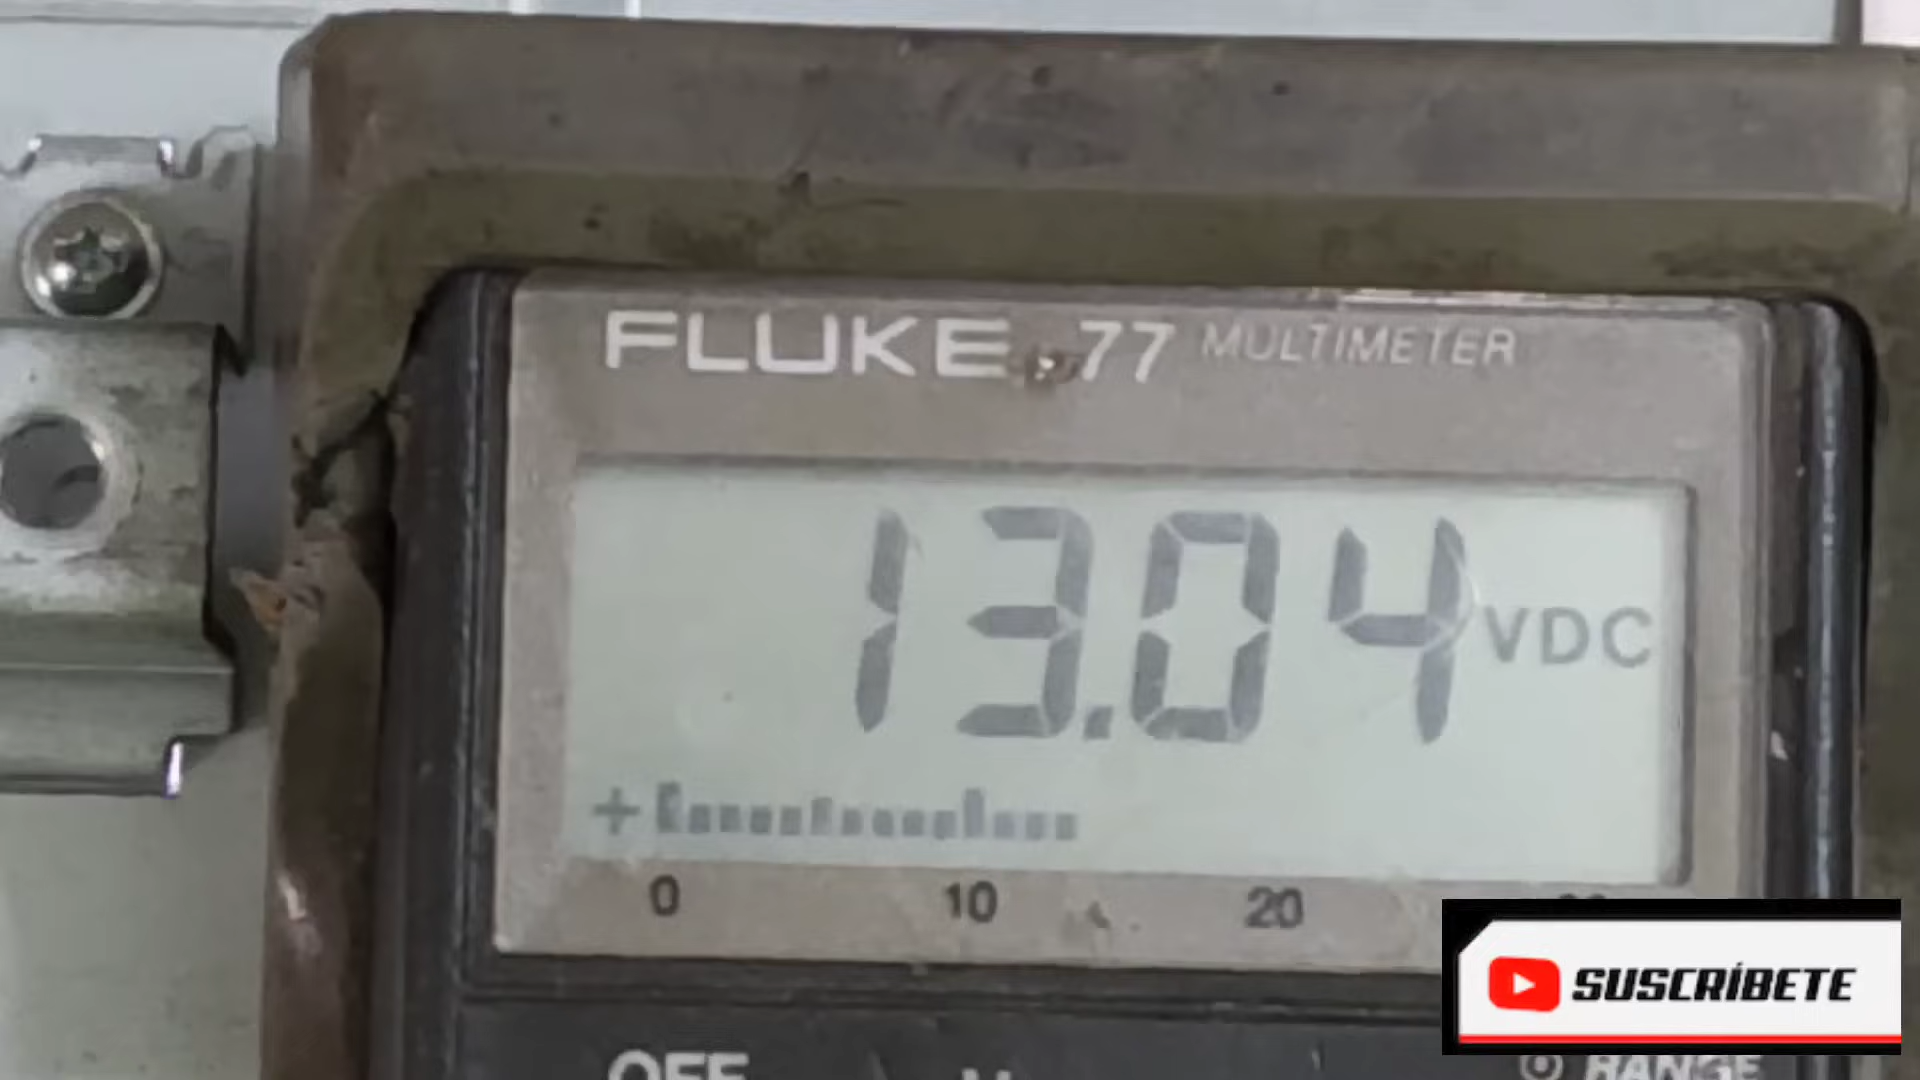 FLUKE 77 MULTIMETER
13.04 VDC
+
0 10 20
SUSCRÍBETE
OFF
RANGE